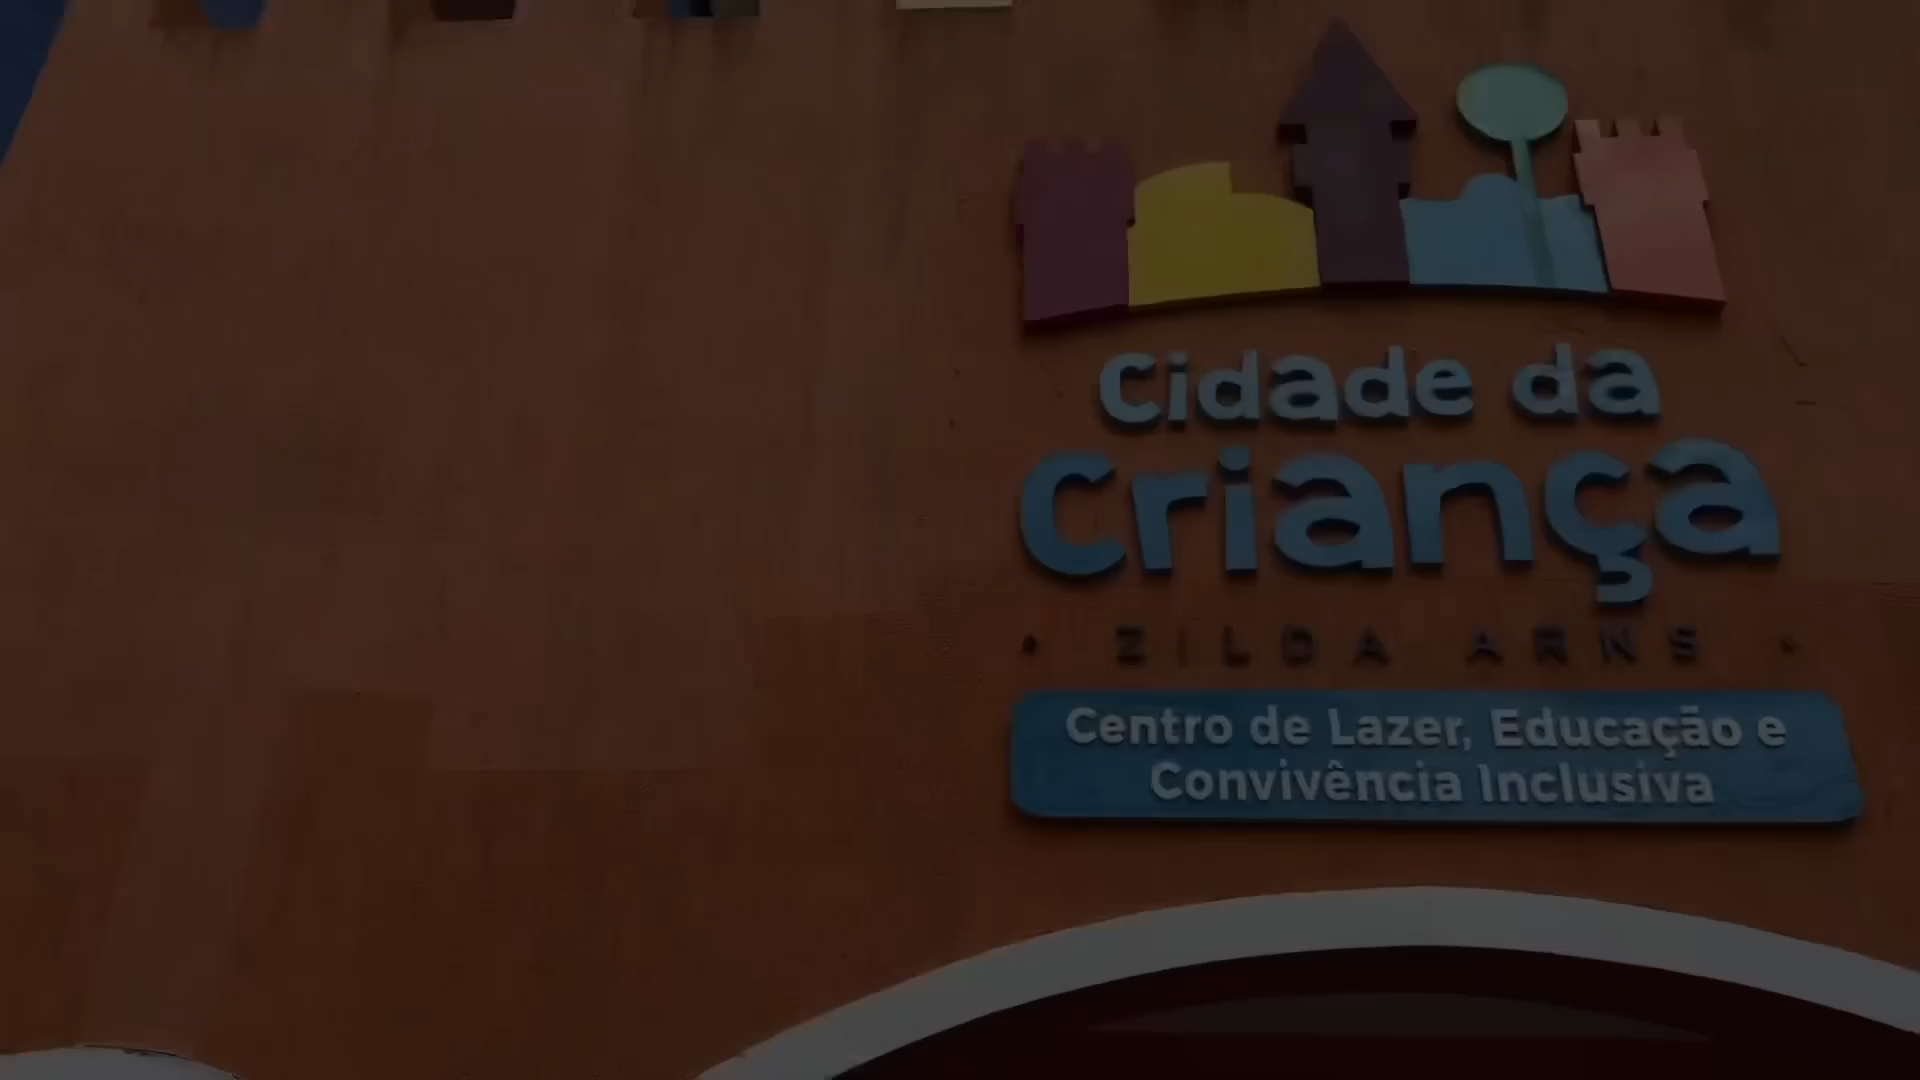 Cidade da
Criança
• ZILDA ARNS •
Centro de Lazer, Educação e
Convivência Inclusiva